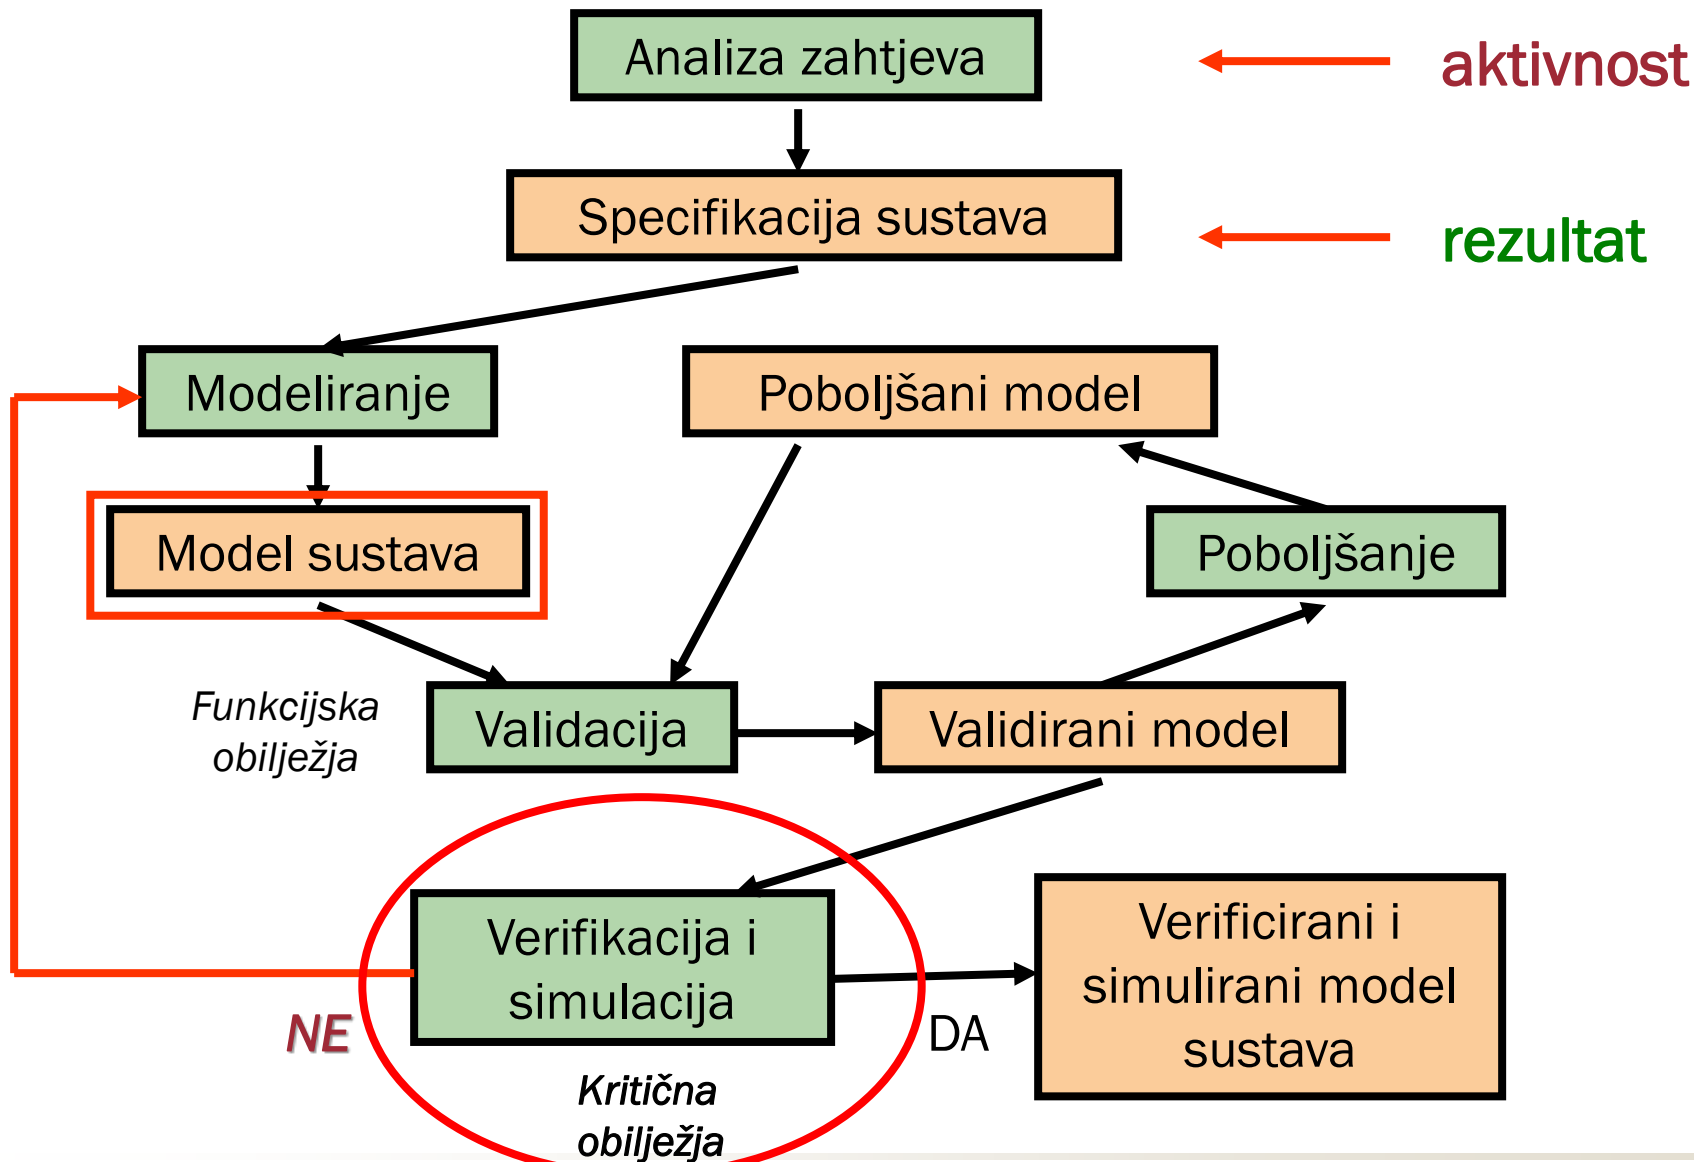 Analiza zahtjeva
aktivnost
Specifikacija sustava
rezultat
Modeliranje
Poboljšani model
Model sustava
Poboljšanje
Funkcijska
obilježja
Validacija
Validirani model
Verifikacija i
simulacija
Verificirani i
simulirani model
sustava
NE
DA
Kritična
obilježja